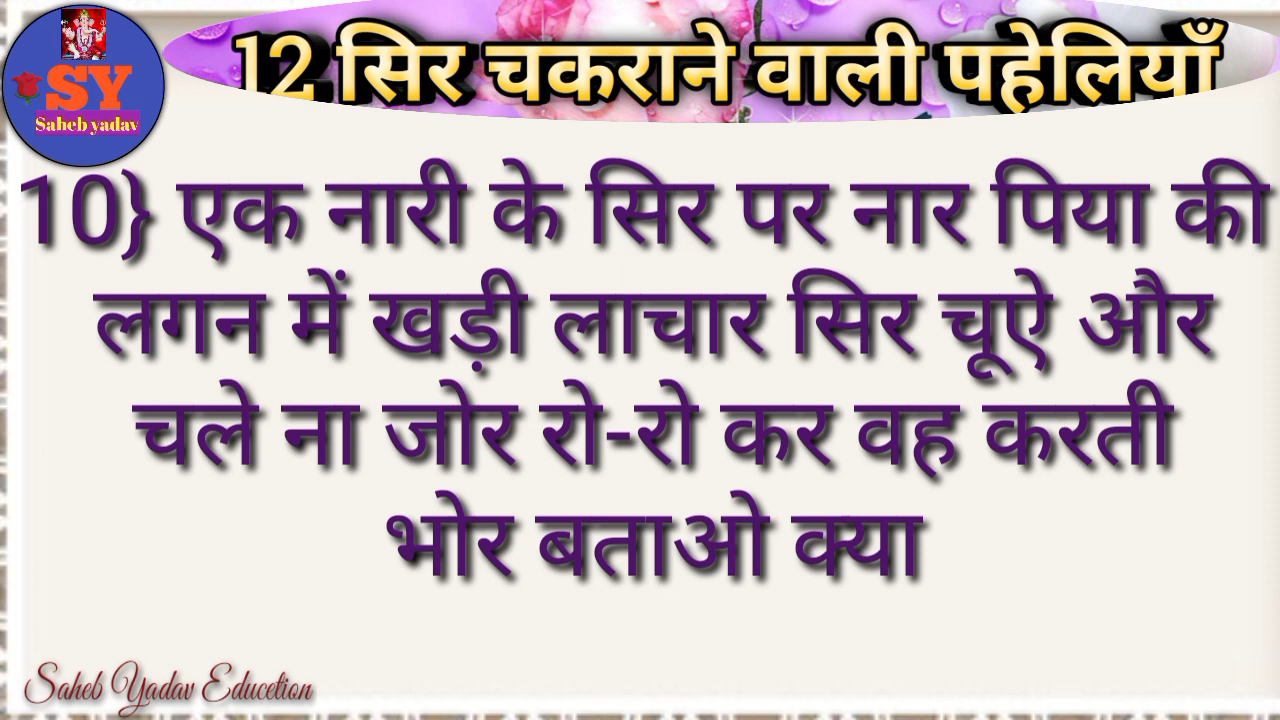 SY
Saheb yadav
12 सिर चकराने वाली पहेलियाँ
10} एक नारी के सिर पर नार पिया की
लगन में खड़ी लाचार सिर चूऐ और
चले ना जोर रो-रो कर वह करती
भोर बताओ क्या
Saheb Yadav Educetion